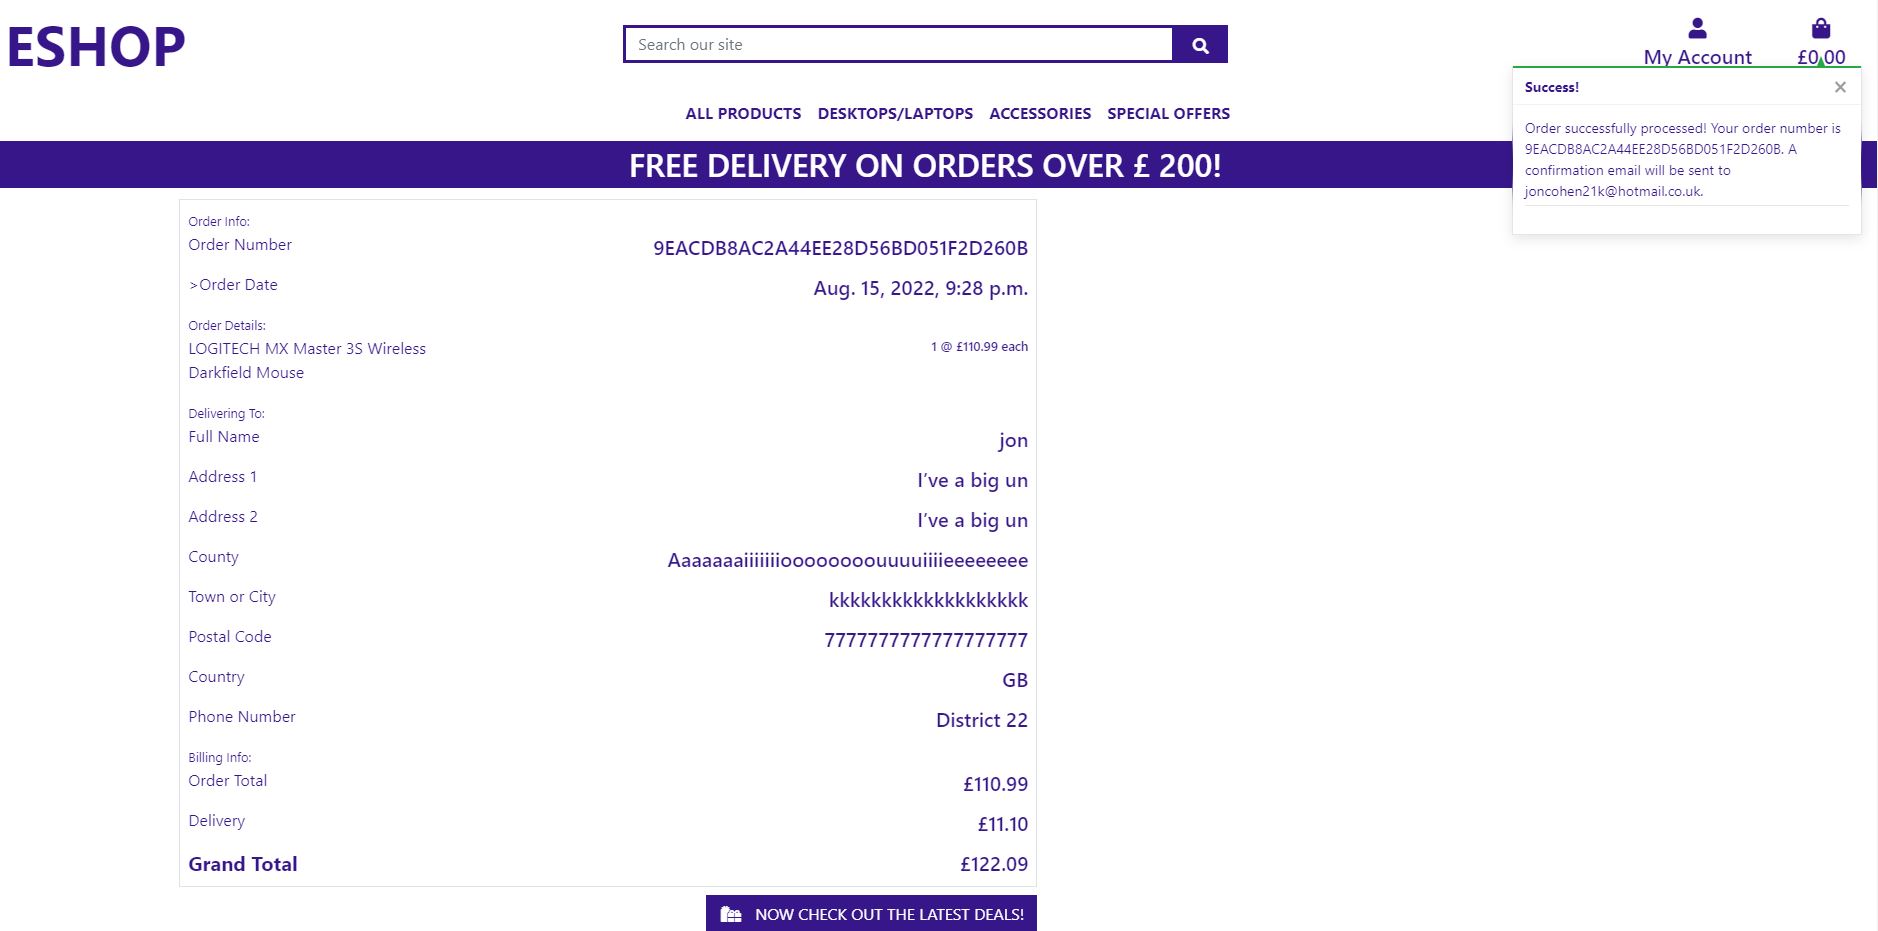 ESHOP
Search our site
My Account
£0.00
ALL PRODUCTS DESKTOPS/LAPTOPS ACCESSORIES SPECIAL OFFERS
FREE DELIVERY ON ORDERS OVER £ 200!
Success! ×
Order successfully processed! Your order number is
9EACDB8AC2A44EE28D56BD051F2D260B. A
confirmation email will be sent to
joncohen21k@hotmail.co.uk.
Order Info:
Order Number 9EACDB8AC2A44EE28D56BD051F2D260B
>Order Date Aug. 15, 2022, 9:28 p.m.
Order Details:
LOGITECH MX Master 3S Wireless 1 @ £110.99 each
Darkfield Mouse
Delivering To:
Full Name jon
Address 1 I've a big un
Address 2 I've a big un
County Aaaaaaaiiiiiiioooooooouuuuiiiieeeeeeee
Town or City kkkkkkkkkkkkkkkkkkk
Postal Code 7777777777777777777
Country GB
Phone Number District 22
Billing Info:
Order Total £110.99
Delivery £11.10
Grand Total £122.09
NOW CHECK OUT THE LATEST DEALS!